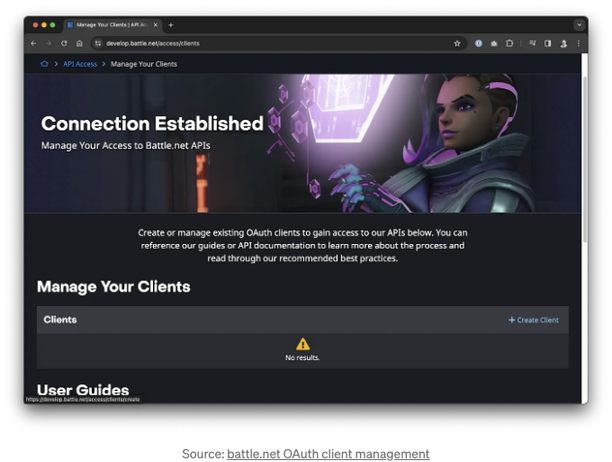 Manage Your Clients | API Ac
develop.battle.net/access/clients
API Access > Manage Your Clients
Connection Established
Manage Your Access to Battle.net APIs
Create or manage existing OAuth clients to gain access to our APIs below. You can
reference our guides or API documentation to learn more about the process and
read through our recommended best practices.
Manage Your Clients
Clients + Create Client
No results.
User Guides
https://develop.battle.net/access/clients/create
Source: battle.net OAuth client management